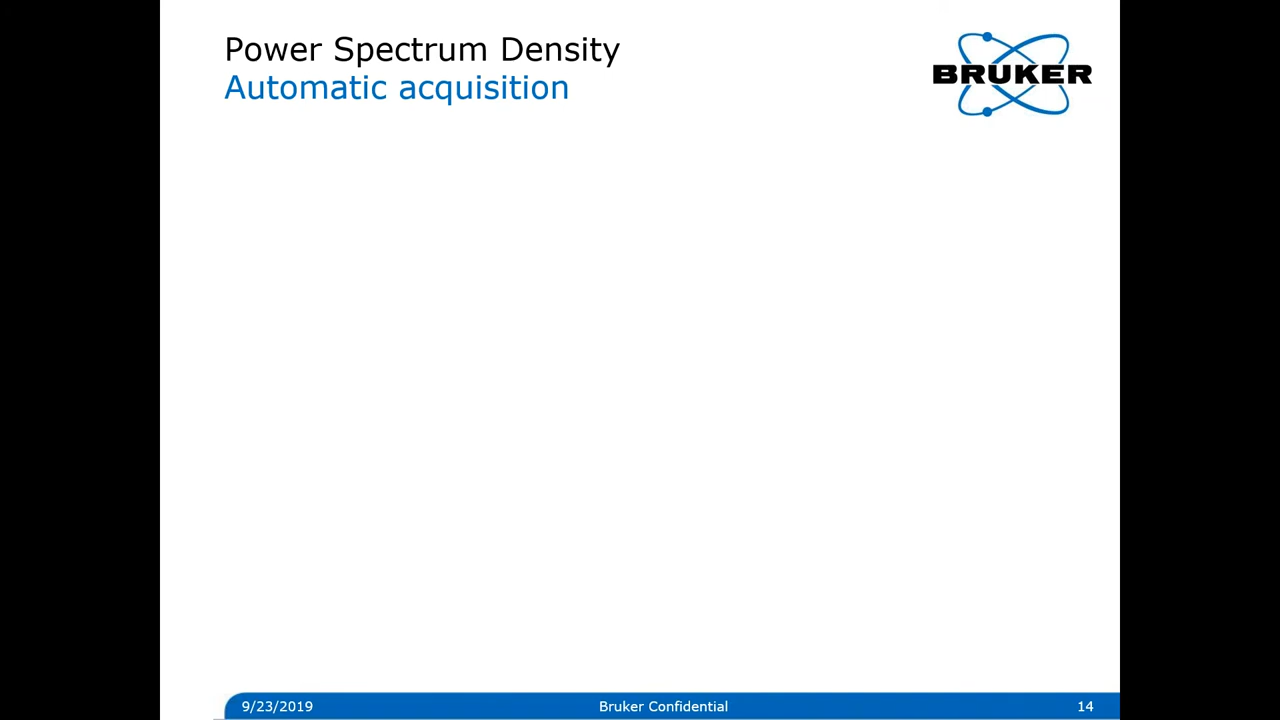 Power Spectrum Density
Automatic acquisition
BRUKER
9/23/2019
Bruker Confidential
14